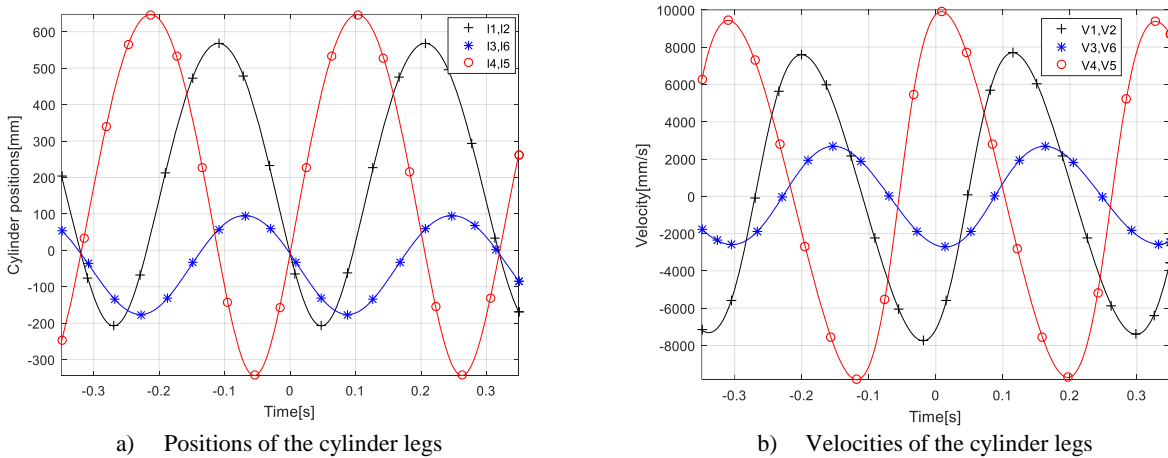 600
500
400
300
200
100
0
-100
-200
-300
-0.3
-0.2
-0.1
0
0.1
0.2
0.3
Time[s]
Cylinder positions[mm]
l1,l2
l3,l6
l4,l5
a) Positions of the cylinder legs
10000
8000
6000
4000
2000
0
-2000
-4000
-6000
-8000
-0.3
-0.2
-0.1
0
0.1
0.2
0.3
Time[s]
Velocity[mm/s]
V1,V2
V3,V6
V4,V5
b) Velocities of the cylinder legs